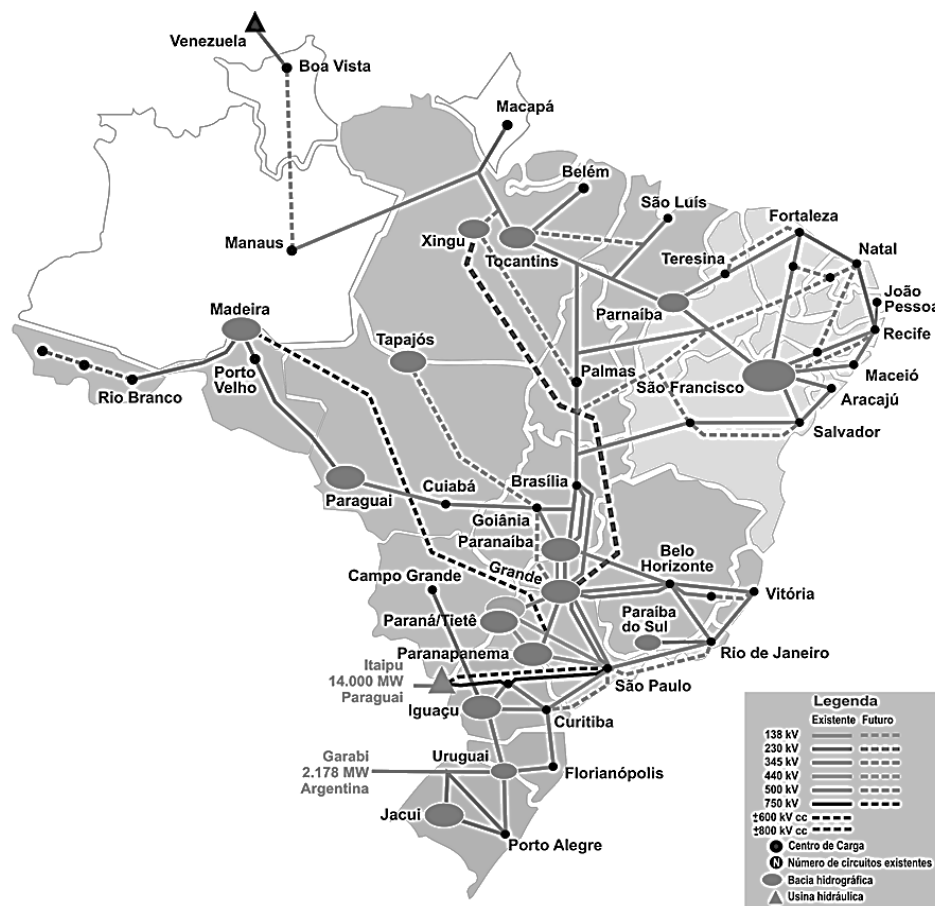 Venezuela
Boa Vista
Macapá
Belém
São Luís
Fortaleza
Manaus
Xingu
Tocantins
Teresina
Natal
João
Pessoa
Parnaíba
Recife
Madeira
Tapajós
Porto
Velho
Rio Branco
Palmas
São Francisco
Maceió
Aracajú
Salvador
Paraguai
Cuiabá
Brasília
Goiânia
Paranaíba
Belo
Horizonte
Campo Grande
Grande
Vitória
Paraíba
do Sul
Paraná/Tietê
Paranapanema
Rio de Janeiro
Itaipu
14.000 MW
Paraguai
São Paulo
Iguaçu
Curitiba
Garabi
2.178 MW
Argentina
Uruguai
Florianópolis
Jacui
Porto Alegre
Legenda
Existente Futuro
138 kV
230 kV
345 kV
440 kV
500 kV
750 kV
±600 kV cc
±800 kV cc
Centro de Carga
N Número de circuitos existentes
Bacia hidrográfica
Usina hidráulica